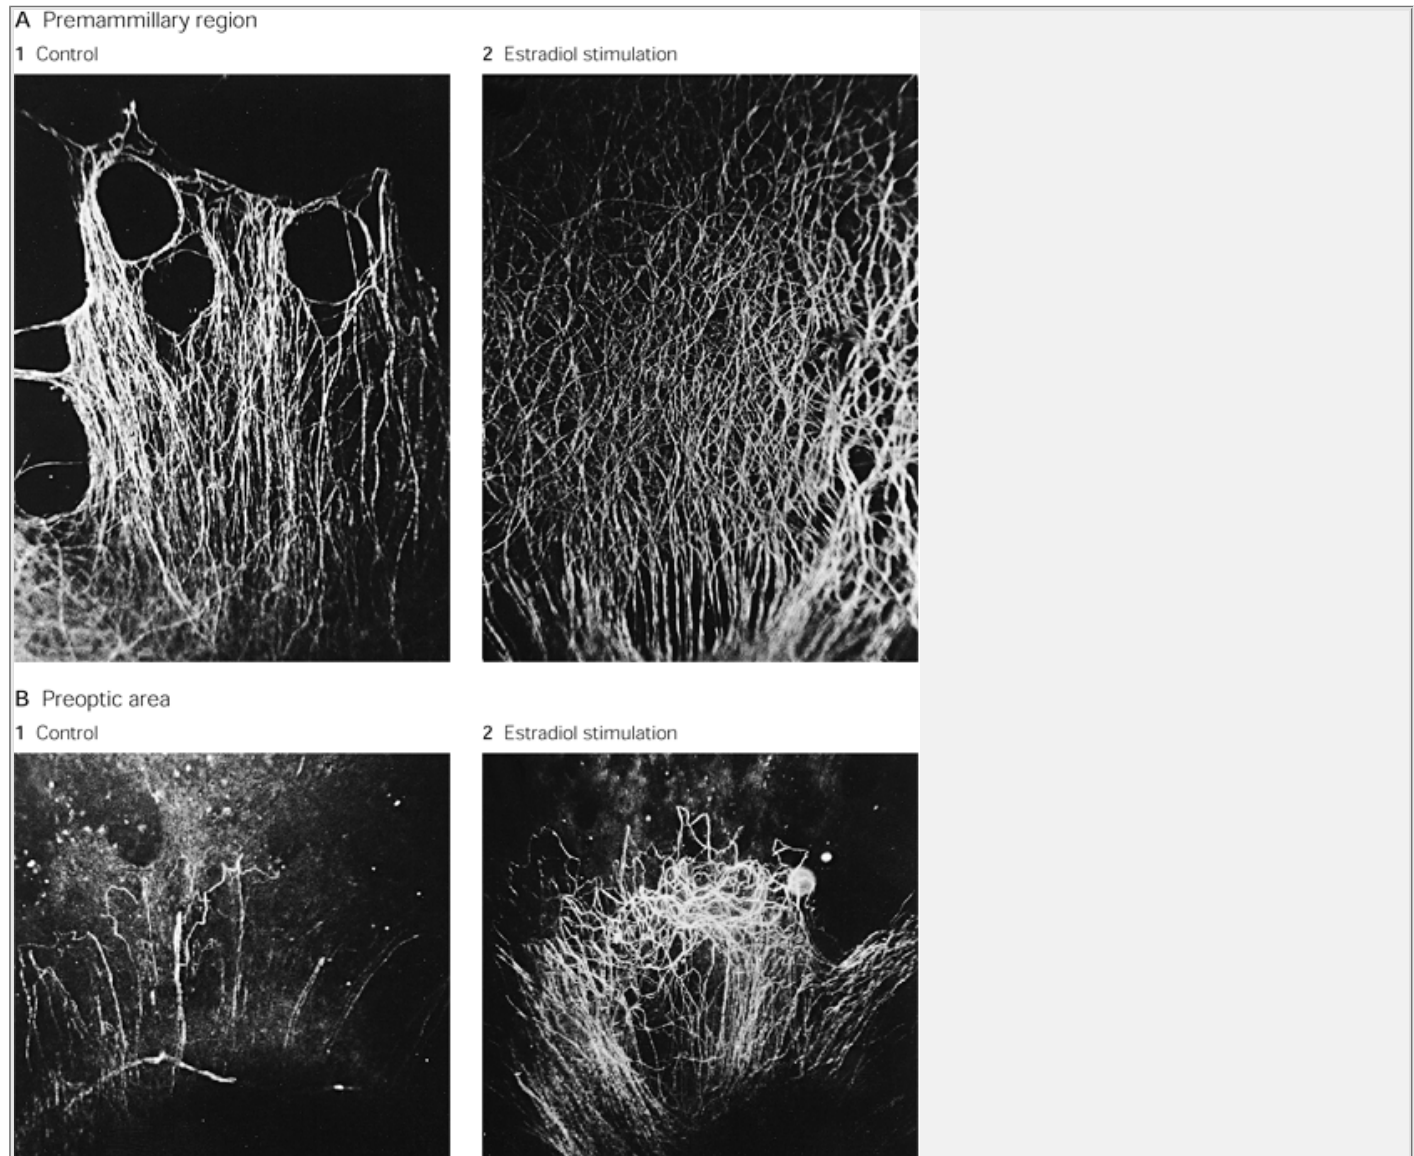 A Premammillary region
1 Control
2 Estradiol stimulation
B Preoptic area
1 Control
2 Estradiol stimulation